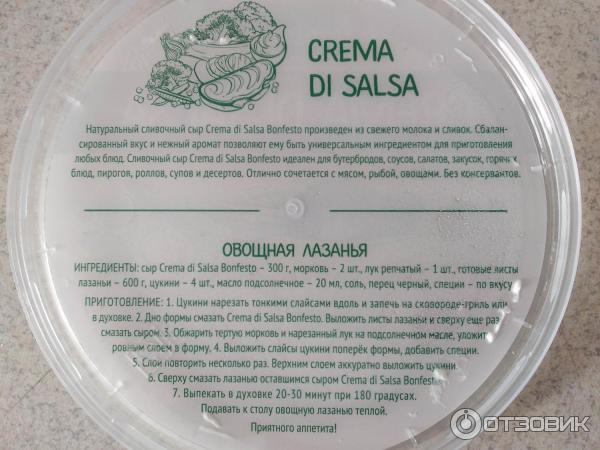 CREMA
DI SALSA
Натуральный сливочный сыр Crema di Salsa Bonfesto произведен из свежего молока и сливок. Сбалан-
сированный вкус и нежный аромат позволяют ему быть универсальным ингредиентом для приготовления
любых блюд. Сливочный сыр Crema di Salsa Bonfesto идеален для бутербродов, соусов, салатов, закусок, горячих
блюд, пирогов, роллов, супов и десертов. Отлично сочетается с мясом, рыбой, овощами. Без консервантов.
ОВОЩНАЯ ЛАЗАНЬЯ
ИНГРЕДИЕНТЫ: сыр Crema di Salsa Bonfesto – 300 г, морковь – 2 шт., лук репчатый – 1 шт., готовые листы
лазаньи – 600 г, цукини – 4 шт., масло подсолнечное – 20 мл, соль, перец черный, специи – по вкусу
ПРИГОТОВЛЕНИЕ: 1. Цукини нарезать тонкими слайсами вдоль и запечь на сковороде-гриль или
в духовке. 2. Дно формы смазать Crema di Salsa Bonfesto. Выложить листы лазаньи и сверху еще раз
смазать сыром. 3. Обжарить тертую морковь и нарезанный лук на подсолнечном масле, уложить
ровным слоем в форму. 4. Выложить слайсы цукини поперёк формы, добавить специи.
5. Слои повторить несколько раз. Верхним слоем аккуратно выложить цукини.
6. Сверху смазать лазанью оставшимся сыром Crema di Salsa Bonfesto.
7. Выпекать в духовке 20-30 минут при 180 градусах.
Подавать к столу овощную лазанью теплой.
Приятного аппетита!
ОТЗОВИК